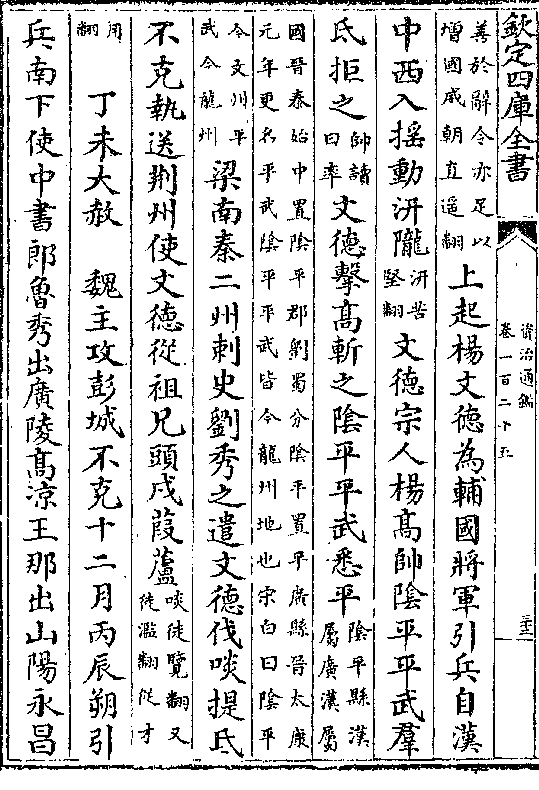 欽定四庫全書
資治通鑑
卷一百二十五
三十二
善於辭令亦足以
增國威朝直遥翻
上起楊文德為輔國將軍引兵自漢
中西入揺動汧隴
汧苦
堅翻
文德宗人楊高帥陰平平武羣
氐拒之
帥讀
曰率
文德擊高斬之陰平平武悉平
陰平縣漢
屬廣漢屬
國晉泰始中置陰平郡劉蜀分陰平置平廣縣晉太康
元年更名平武陰平平武皆今龍州地也宋白曰陰平
今文州平
武今龍州
梁南秦二州刺史劉秀之遣文德伐啖提氐
啖徒覽翻又
徒濫翻從才
不克執送荆州使文德從祖兄頭戍葭蘆
用
翻
丁未大赦
魏主攻彭城不克十二月丙辰朔引
兵南下使中書郎魯秀出廣陵高涼王那出山陽永昌